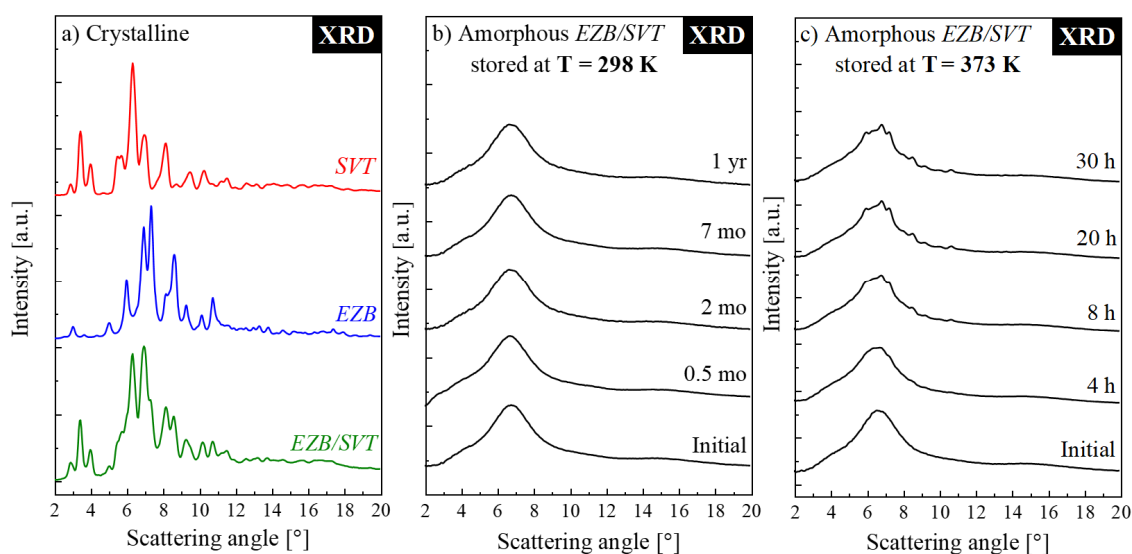 a) Crystalline
XRD
SVT
EZB
EZB/SVT
Intensity [a.u.]
2 4 6 8 10 12 14 16 18 20
Scattering angle [°]
b) Amorphous EZB/SVT
stored at T = 298 K
XRD
1 yr
7 mo
2 mo
0.5 mo
Initial
Intensity [a.u.]
2 4 6 8 10 12 14 16 18 20
Scattering angle [°]
c) Amorphous EZB/SVT
stored at T = 373 K
XRD
30 h
20 h
8 h
4 h
Initial
Intensity [a.u.]
2 4 6 8 10 12 14 16 18 20
Scattering angle [°]